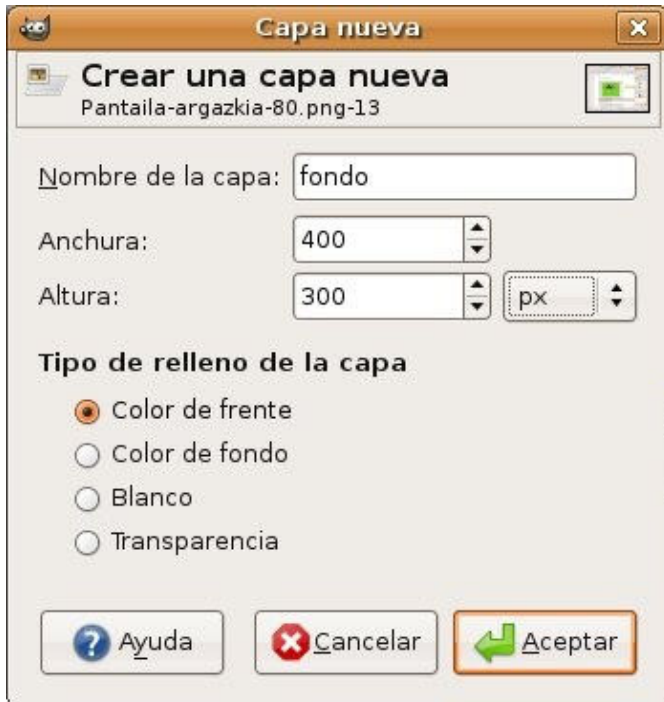 Capa nueva
Crear una capa nueva
Pantaila-argazkia-80.png-13
Nombre de la capa: fondo
Anchura: 400
Altura: 300 px
Tipo de relleno de la capa
Color de frente
Color de fondo
Blanco
Transparencia
Ayuda Cancelar Aceptar